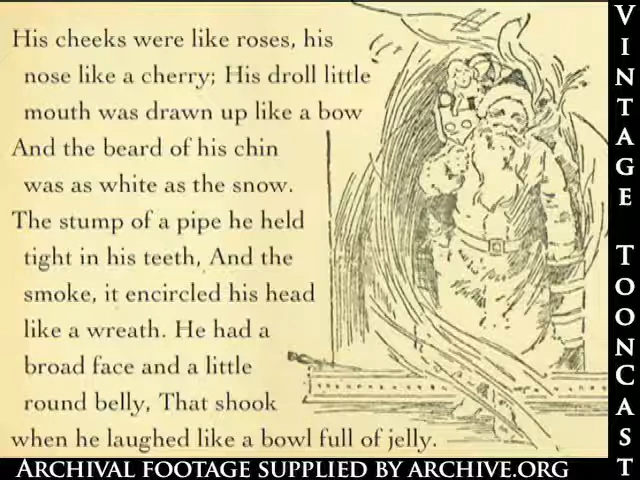 His cheeks were like roses, his
nose like a cherry; His droll little
mouth was drawn up like a bow
And the beard of his chin
was as white as the snow.
The stump of a pipe he held
tight in his teeth, And the
smoke, it encircled his head
like a wreath. He had a
broad face and a little
round belly, That shook
when he laughed like a bowl full of jelly.
VINTAGE TOONCAST
ARCHIVAL FOOTAGE SUPPLIED BY ARCHIVE.ORG